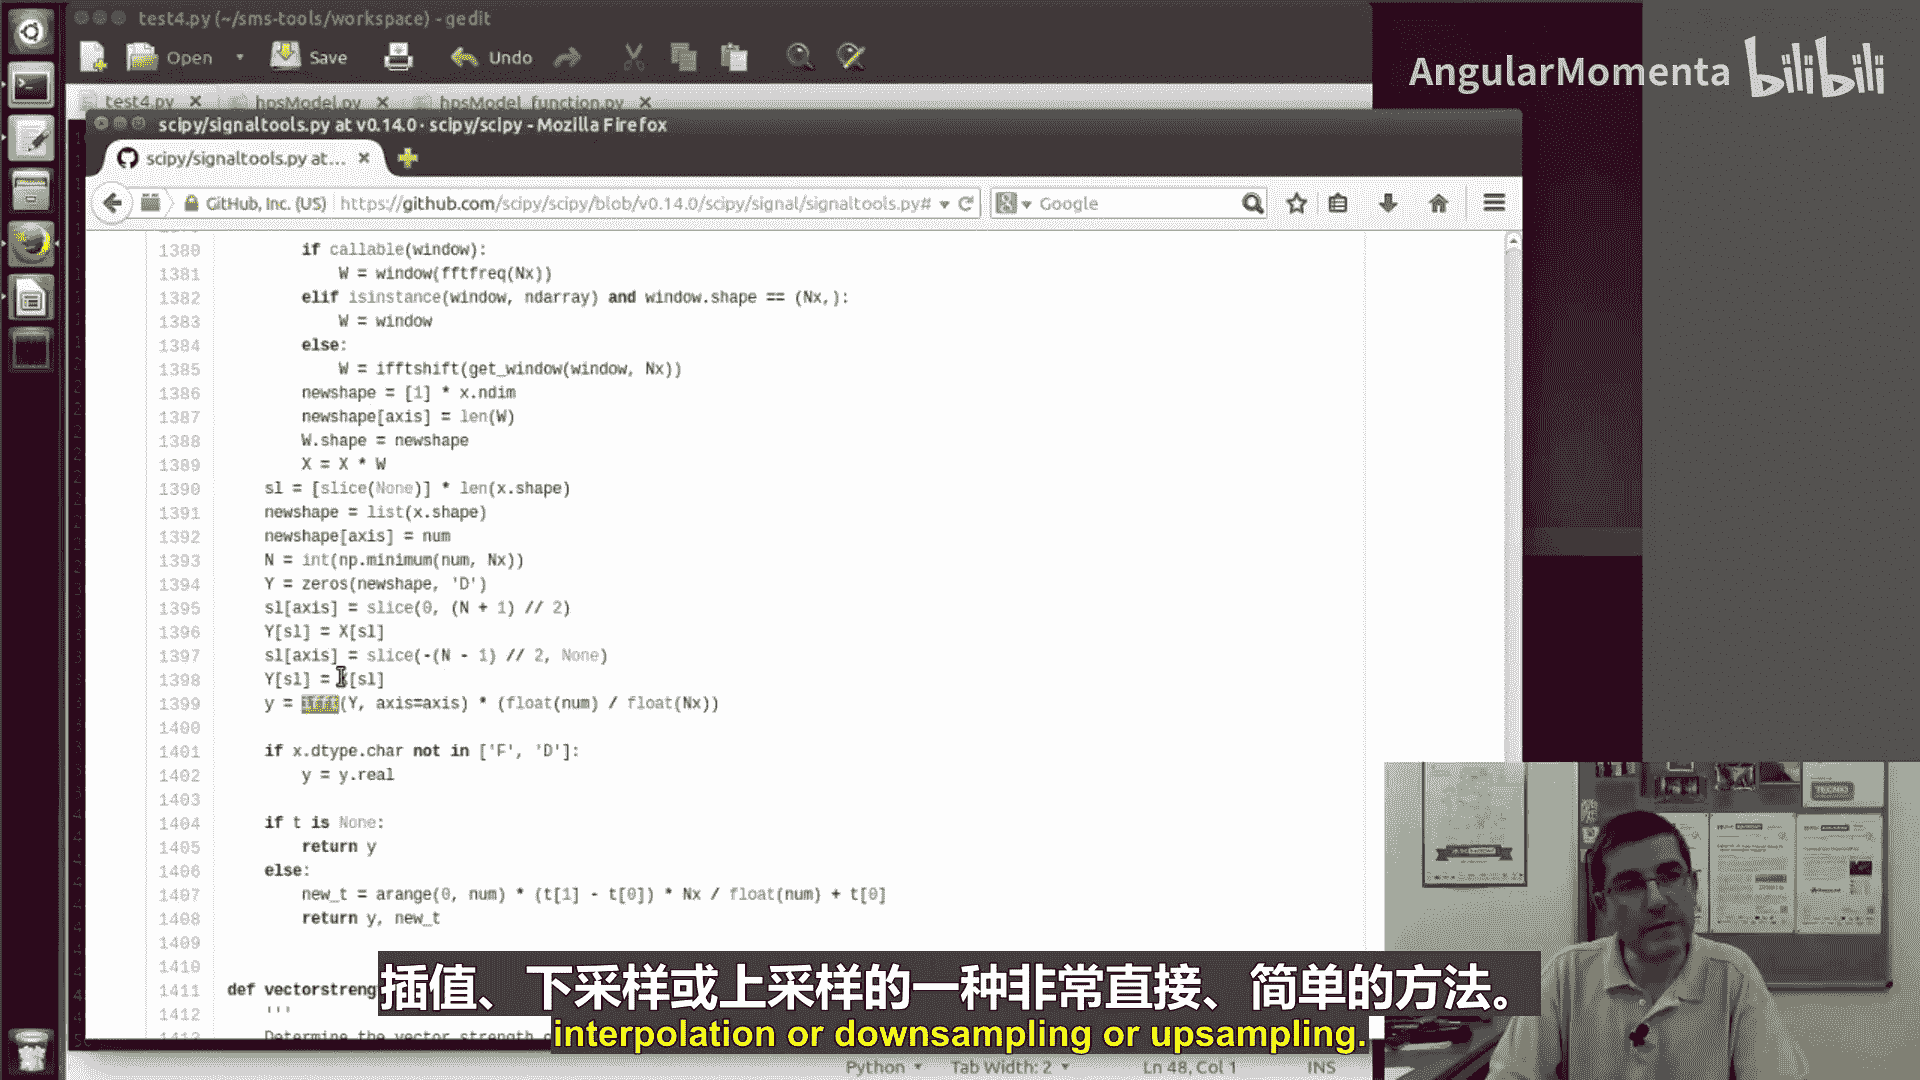 test4.py (~/sms-tools/workspace) - gedit
Open Save Undo
AngularMomenta bilibili
test4.py hpsModel.py hpsModel_function.py
scipy/signaltools.py at v0.14.0 · scipy/scipy - Mozilla Firefox
scipy/signaltools.py at...
GitHub, Inc. (US) https://github.com/scipy/scipy/blob/v0.14.0/scipy/signal/signaltools.py# Google
1380 if callable(window):
1381 W = window(fftfreq(Nx))
1382 elif isinstance(window, ndarray) and window.shape == (Nx,):
1383 W = window
1384 else:
1385 W = ifftshift(get_window(window, Nx))
1386 newshape = [1] * x.ndim
1387 newshape[axis] = len(W)
1388 W.shape = newshape
1389 X = X * W
1390 sl = [slice(None)] * len(x.shape)
1391 newshape = list(x.shape)
1392 newshape[axis] = num
1393 N = int(np.minimum(num, Nx))
1394 Y = zeros(newshape, 'D')
1395 sl[axis] = slice(0, (N + 1) // 2)
1396 Y[sl] = X[sl]
1397 sl[axis] = slice(-(N - 1) // 2, None)
1398 Y[sl] = X[sl]
1399 y = ifft(Y, axis=axis) * (float(num) / float(Nx))
1400
1401 if x.dtype.char not in ['F', 'D']:
1402 y = y.real
1403
1404 if t is None:
1405 return y
1406 else:
1407 new_t = arange(0, num) * (t[1] - t[0]) * Nx / float(num) + t[0]
1408 return y, new_t
1409
1410
1411 def vectorstreng
1412 '''
Determine the vector strength
插值、下采样或上采样的一种非常直接、简单的方法。
interpolation or downsampling or upsampling.
Python Tab Width: 2 Ln 48, Col 1 INS
TECNIO